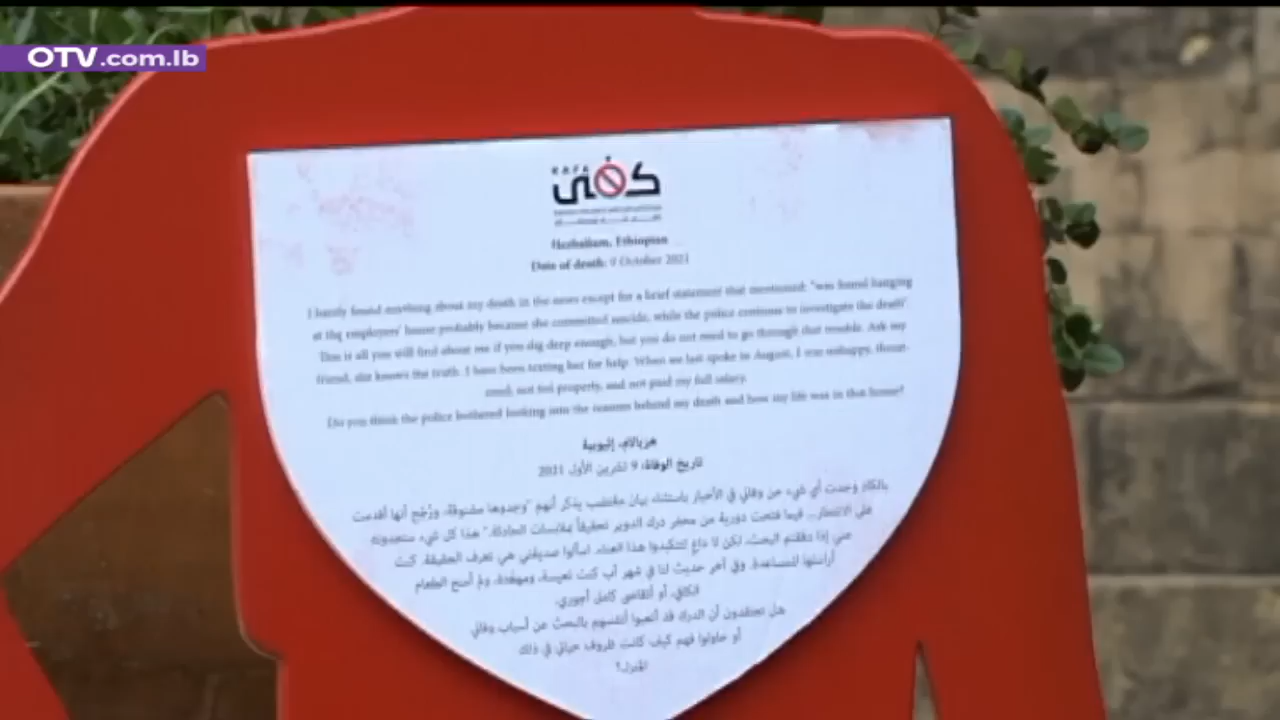 OTV.com.lb
KAFA
كفى
Hezbaliam, Ethiopian
Date of death: 9 October 2021
I hardly found anything about my death in the news except for a brief statement that mentioned: "was found hanging
at the employers' house probably because she committed suicide, while the police continue to investigate the death".
This is all you will find about me if you dig deep enough, but you do not need to go through that trouble. Ask my
friend, she knows the truth. I have been texting her for help. When we last spoke in August, I was unhappy, threat-
ened, not fed properly, and not paid my full salary.
Do you think the police bothered looking into the reasons behind my death and how my life was in that home?
هزباليام، إثيوبية
تاريخ الوفاة: 9 تشرين الأول 2021
بالكاد وجدت أي شيء عن وفاتي في الأخبار باستثناء بيان مقتضب يذكر أنهم "وجدوها مشنوقة، ورُجّح أنها أقدمت
على الانتحار... فيما فتحت دورية من مخفر درك الدوير تحقيقاً بملابسات الحادثة." هذا كل شيء ستجدونه
عني إذا دققتم البحث، لكن لا داعٍ لتتكبدوا هذا العناء. اسألوا صديقتي هي تعرف الحقيقة. كنت
أراسلها للمساعدة. وفي آخر حديث لنا في شهر آب كنت تعيسة، ومهدّدة، ولم أُمنح الطعام
الكافي، أو أتقاضى كامل أجوري.
هل تعتقدون أن الدرك قد أتعبوا أنفسهم بالبحث عن أسباب وفاتي
أو حاولوا فهم كيف كانت ظروف حياتي في ذلك
المنزل؟